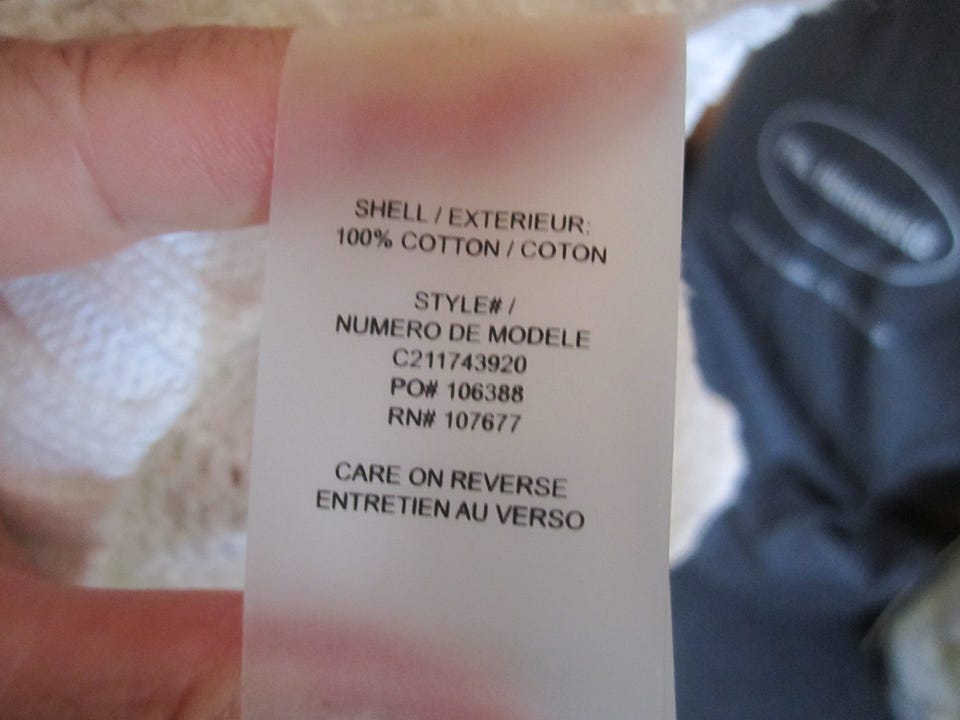 SHELL / EXTERIEUR:
100% COTTON / COTON
STYLE# /
NUMERO DE MODELE
C211743920
PO# 106388
RN# 107677
CARE ON REVERSE
ENTRETIEN AU VERSO